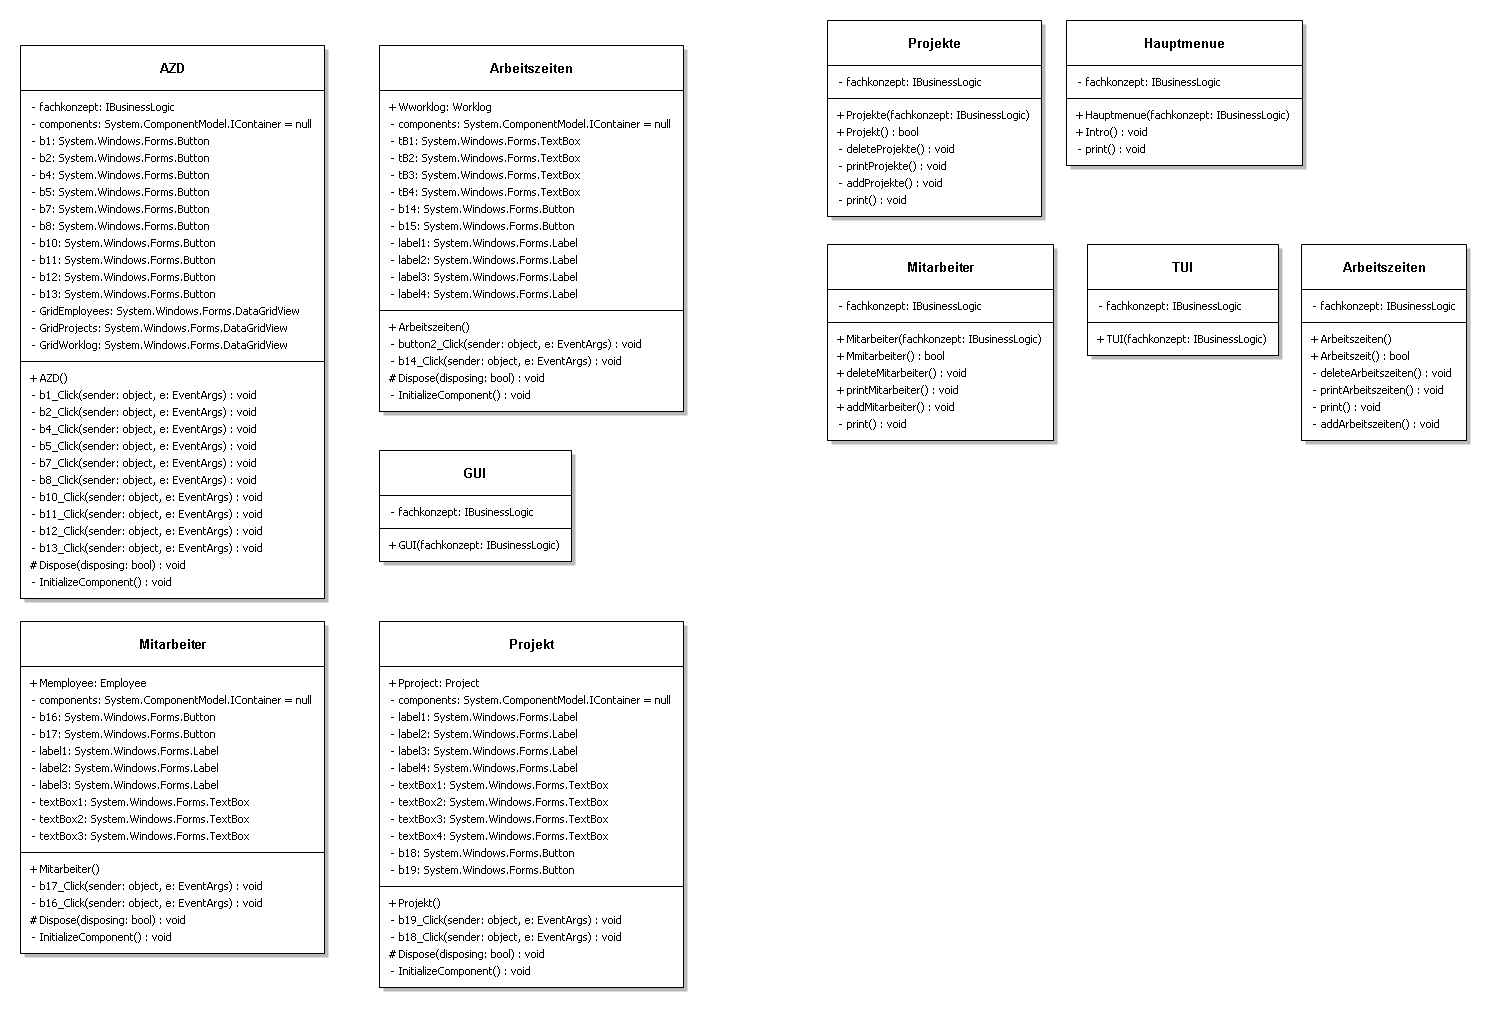 AZD
- fachkonzept: IBusinessLogic
- components: System.ComponentModel.IContainer = null
- b1: System.Windows.Forms.Button
- b2: System.Windows.Forms.Button
- b4: System.Windows.Forms.Button
- b5: System.Windows.Forms.Button
- b7: System.Windows.Forms.Button
- b8: System.Windows.Forms.Button
- b10: System.Windows.Forms.Button
- b11: System.Windows.Forms.Button
- b12: System.Windows.Forms.Button
- b13: System.Windows.Forms.Button
- GridEmployees: System.Windows.Forms.DataGridView
- GridProjects: System.Windows.Forms.DataGridView
- GridWorklog: System.Windows.Forms.DataGridView
+ AZD()
- b1_Click(sender: object, e: EventArgs) : void
- b2_Click(sender: object, e: EventArgs) : void
- b4_Click(sender: object, e: EventArgs) : void
- b5_Click(sender: object, e: EventArgs) : void
- b7_Click(sender: object, e: EventArgs) : void
- b8_Click(sender: object, e: EventArgs) : void
- b10_Click(sender: object, e: EventArgs) : void
- b11_Click(sender: object, e: EventArgs) : void
- b12_Click(sender: object, e: EventArgs) : void
- b13_Click(sender: object, e: EventArgs) : void
# Dispose(disposing: bool) : void
- InitializeComponent() : void
Arbeitszeiten
+ Wworklog: Worklog
- components: System.ComponentModel.IContainer = null
- tB1: System.Windows.Forms.TextBox
- tB2: System.Windows.Forms.TextBox
- tB3: System.Windows.Forms.TextBox
- tB4: System.Windows.Forms.TextBox
- b14: System.Windows.Forms.Button
- b15: System.Windows.Forms.Button
- label1: System.Windows.Forms.Label
- label2: System.Windows.Forms.Label
- label3: System.Windows.Forms.Label
- label4: System.Windows.Forms.Label
+ Arbeitszeiten()
- button2_Click(sender: object, e: EventArgs) : void
- b14_Click(sender: object, e: EventArgs) : void
# Dispose(disposing: bool) : void
- InitializeComponent() : void
GUI
- fachkonzept: IBusinessLogic
+ GUI(fachkonzept: IBusinessLogic)
Mitarbeiter
+ Memployee: Employee
- components: System.ComponentModel.IContainer = null
- b16: System.Windows.Forms.Button
- b17: System.Windows.Forms.Button
- label1: System.Windows.Forms.Label
- label2: System.Windows.Forms.Label
- label3: System.Windows.Forms.Label
- textBox1: System.Windows.Forms.TextBox
- textBox2: System.Windows.Forms.TextBox
- textBox3: System.Windows.Forms.TextBox
+ Mitarbeiter()
- b17_Click(sender: object, e: EventArgs) : void
- b16_Click(sender: object, e: EventArgs) : void
# Dispose(disposing: bool) : void
- InitializeComponent() : void
Projekt
+ Pproject: Project
- components: System.ComponentModel.IContainer = null
- label1: System.Windows.Forms.Label
- label2: System.Windows.Forms.Label
- label3: System.Windows.Forms.Label
- label4: System.Windows.Forms.Label
- textBox1: System.Windows.Forms.TextBox
- textBox2: System.Windows.Forms.TextBox
- textBox3: System.Windows.Forms.TextBox
- textBox4: System.Windows.Forms.TextBox
- b18: System.Windows.Forms.Button
- b19: System.Windows.Forms.Button
+ Projekt()
- b19_Click(sender: object, e: EventArgs) : void
- b18_Click(sender: object, e: EventArgs) : void
# Dispose(disposing: bool) : void
- InitializeComponent() : void
Projekte
- fachkonzept: IBusinessLogic
+ Projekte(fachkonzept: IBusinessLogic)
+ Projekt() : bool
- deleteProjekte() : void
- printProjekte() : void
- addProjekte() : void
- print() : void
Hauptmenue
- fachkonzept: IBusinessLogic
+ Hauptmenue(fachkonzept: IBusinessLogic)
+ Intro() : void
- print() : void
Mitarbeiter
- fachkonzept: IBusinessLogic
+ Mitarbeiter(fachkonzept: IBusinessLogic)
+ Mmitarbeiter() : bool
+ deleteMitarbeiter() : void
+ printMitarbeiter() : void
+ addMitarbeiter() : void
- print() : void
TUI
- fachkonzept: IBusinessLogic
+ TUI(fachkonzept: IBusinessLogic)
Arbeitszeiten
- fachkonzept: IBusinessLogic
+ Arbeitszeiten()
+ Arbeitszeit() : bool
- deleteArbeitszeiten() : void
- printArbeitszeiten() : void
- print() : void
- addArbeitszeiten() : void